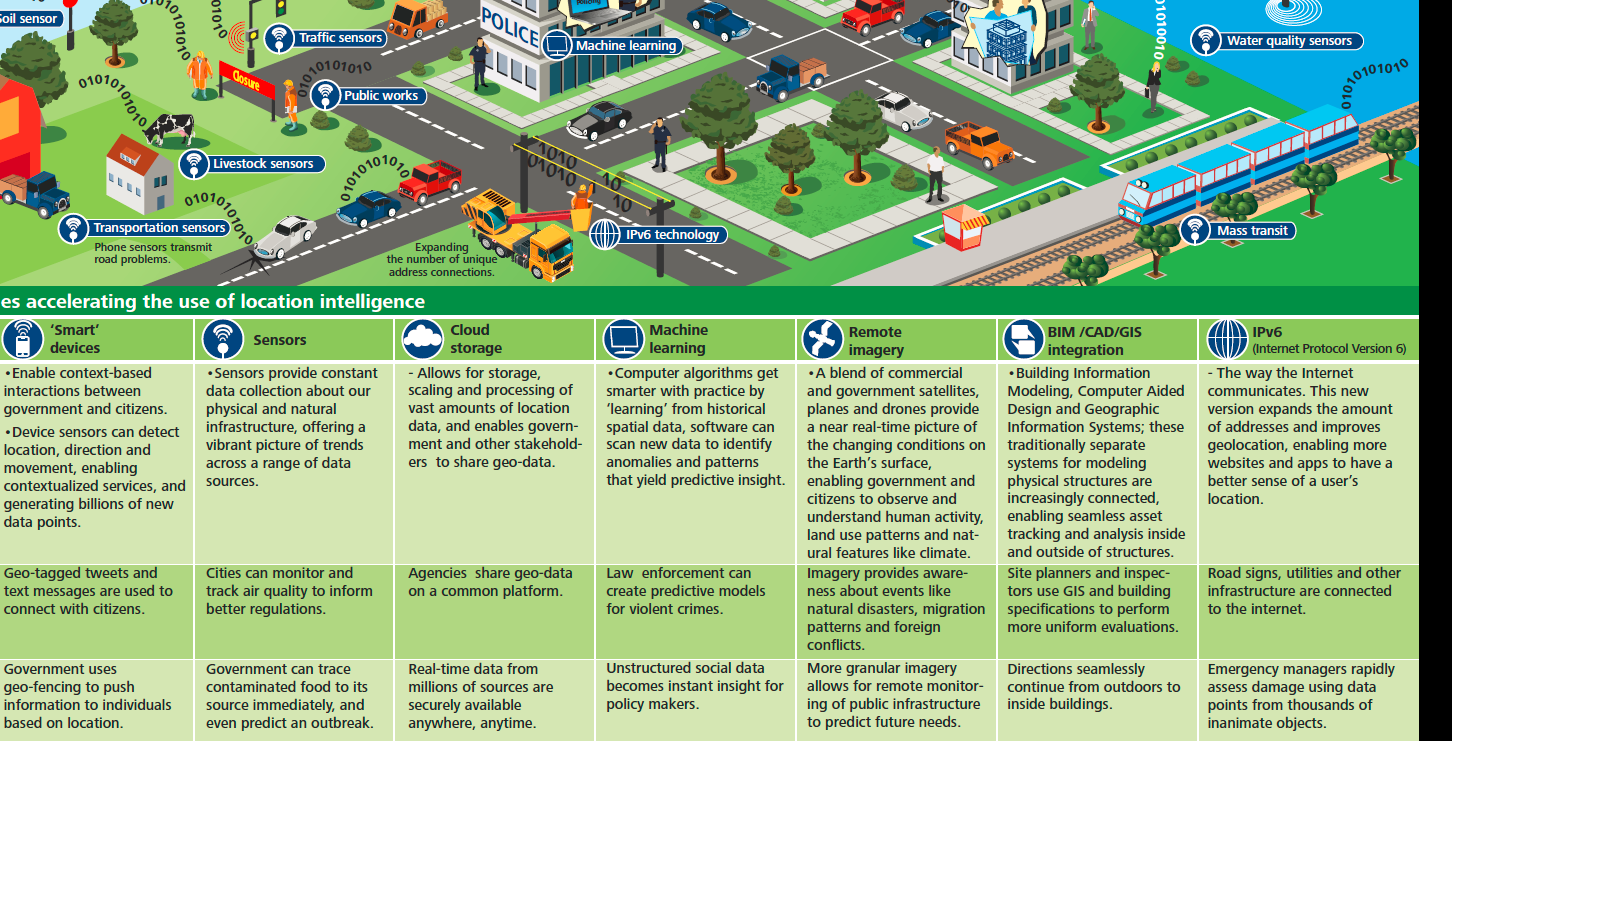 Soil sensor
Traffic sensors
POLICE
Machine learning
Water quality sensors
Closure
Public works
Livestock sensors
Transportation sensors
Phone sensors transmit
road problems.
Expanding
the number of unique
address connections.
IPv6 technology
Mass transit
es accelerating the use of location intelligence
‘Smart’
devices
Sensors
Cloud
storage
Machine
learning
Remote
imagery
BIM /CAD/GIS
integration
IPv6
(Internet Protocol Version 6)
•Enable context-based
interactions between
government and citizens.
•Device sensors can detect
location, direction and
movement, enabling
contextualized services, and
generating billions of new
data points.
•Sensors provide constant
data collection about our
physical and natural
infrastructure, offering a
vibrant picture of trends
across a range of data
sources.
- Allows for storage,
scaling and processing of
vast amounts of location
data, and enables govern-
ment and other stakehold-
ers to share geo-data.
•Computer algorithms get
smarter with practice by
‘learning’ from historical
spatial data, software can
scan new data to identify
anomalies and patterns
that yield predictive insight.
•A blend of commercial
and government satellites,
planes and drones provide
a near real-time picture of
the changing conditions on
the Earth’s surface,
enabling government and
citizens to observe and
understand human activity,
land use patterns and nat-
ural features like climate.
•Building Information
Modeling, Computer Aided
Design and Geographic
Information Systems; these
traditionally separate
systems for modeling
physical structures are
increasingly connected,
enabling seamless asset
tracking and analysis inside
and outside of structures.
- The way the Internet
communicates. This new
version expands the amount
of addresses and improves
geolocation, enabling more
websites and apps to have a
better sense of a user’s
location.
Geo-tagged tweets and
text messages are used to
connect with citizens.
Cities can monitor and
track air quality to inform
better regulations.
Agencies share geo-data
on a common platform.
Law enforcement can
create predictive models
for violent crimes.
Imagery provides aware-
ness about events like
natural disasters, migration
patterns and foreign
conflicts.
Site planners and inspec-
tors use GIS and building
specifications to perform
more uniform evaluations.
Road signs, utilities and other
infrastructure are connected
to the internet.
Government uses
geo-fencing to push
information to individuals
based on location.
Government can trace
contaminated food to its
source immediately, and
even predict an outbreak.
Real-time data from
millions of sources are
securely available
anywhere, anytime.
Unstructured social data
becomes instant insight for
policy makers.
More granular imagery
allows for remote monitor-
ing of public infrastructure
to predict future needs.
Directions seamlessly
continue from outdoors to
inside buildings.
Emergency managers rapidly
assess damage using data
points from thousands of
inanimate objects.